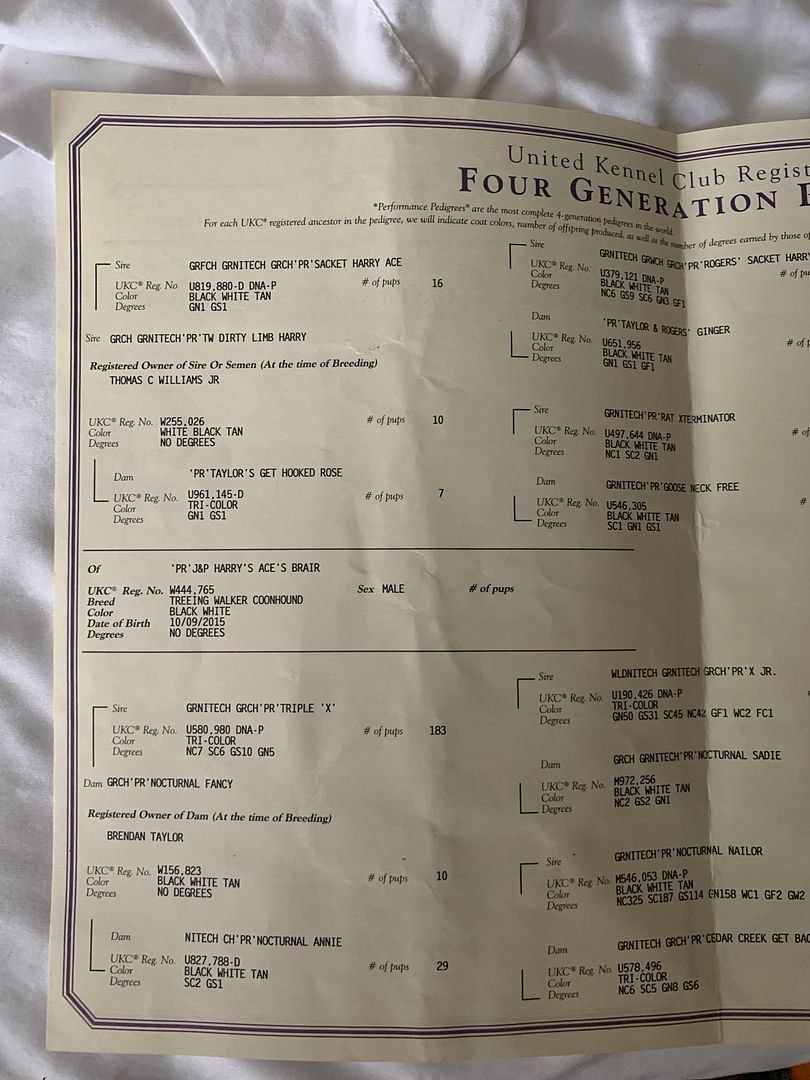 United Kennel Club Regist
FOUR GENERATION
*Performance Pedigrees* are the most complete 4-generation pedigrees in the world.
For each UKC® registered ancestor in the pedigree, we will indicate coat colors, number of offspring produced, as well as the number of degrees earned by those of
Sire GRFCH GRNITECH GRCH'PR'SACKET HARRY ACE
UKC® Reg. No. U819,880-D DNA-P # of pups 16
Color BLACK WHITE TAN
Degrees GN1 GS1
Sire GRCH GRNITECH'PR'TW DIRTY LIMB HARRY
Registered Owner of Sire Or Semen (At the time of Breeding)
THOMAS C WILLIAMS JR
UKC® Reg. No. W255,026 # of pups 10
Color WHITE BLACK TAN
Degrees NO DEGREES
Dam 'PR'TAYLOR'S GET HOOKED ROSE
UKC® Reg. No. U961,145-D # of pups 7
Color TRI-COLOR
Degrees GN1 GS1
Sire GRNITECH GRWCH GRCH'PR'ROGERS' SACKET HARRY
UKC® Reg. No. U379,121 DNA-P # of pu
Color BLACK WHITE TAN
Degrees NC6 GS9 SC6 GN3 GF1
Dam 'PR'TAYLOR & ROGERS' GINGER
UKC® Reg. No. U651,956 # of p
Color BLACK WHITE TAN
Degrees GN1 GS1 GF1
Sire GRNITECH'PR'RAT XTERMINATOR
UKC® Reg. No. U497,644 DNA-P # of
Color BLACK WHITE TAN
Degrees NC1 SC2 GN1
Dam GRNITECH'PR'GOOSE NECK FREE
UKC® Reg. No. U546,305 #
Color BLACK WHITE TAN
Degrees SC1 GN1 GS1
Of 'PR'J&P HARRY'S ACE'S BRAIR
UKC® Reg. No. W444,765 Sex MALE # of pups
Breed TREEING WALKER COONHOUND
Color BLACK WHITE
Date of Birth 10/09/2015
Degrees NO DEGREES
Sire GRNITECH GRCH'PR'TRIPLE 'X'
UKC® Reg. No. U580,980 DNA-P # of pups 183
Color TRI-COLOR
Degrees NC7 SC6 GS10 GN5
Dam GRCH'PR'NOCTURNAL FANCY
Registered Owner of Dam (At the time of Breeding)
BRENDAN TAYLOR
UKC® Reg. No. W156,823 # of pups 10
Color BLACK WHITE TAN
Degrees NO DEGREES
Dam NITECH CH'PR'NOCTURNAL ANNIE
UKC® Reg. No. U827,788-D # of pups 29
Color BLACK WHITE TAN
Degrees SC2 GS1
Sire WLDNITECH GRNITECH GRCH'PR'X JR.
UKC® Reg. No. U190,426 DNA-P
Color TRI-COLOR
Degrees GN50 GS31 SC45 NC42 GF1 WC2 FC1
Dam GRCH GRNITECH'PR'NOCTURNAL SADIE
UKC® Reg. No. M972,256
Color BLACK WHITE TAN
Degrees NC2 GS2 GN1
Sire GRNITECH'PR'NOCTURNAL NAILOR
UKC® Reg. No. M546,053 DNA-P
Color BLACK WHITE TAN
Degrees NC325 SC187 GS114 GN158 WC1 GF2 GW2
Dam GRNITECH GRCH'PR'CEDAR CREEK GET BAC
UKC® Reg. No. U578,496
Color TRI-COLOR
Degrees NC6 SC5 GN8 GS6